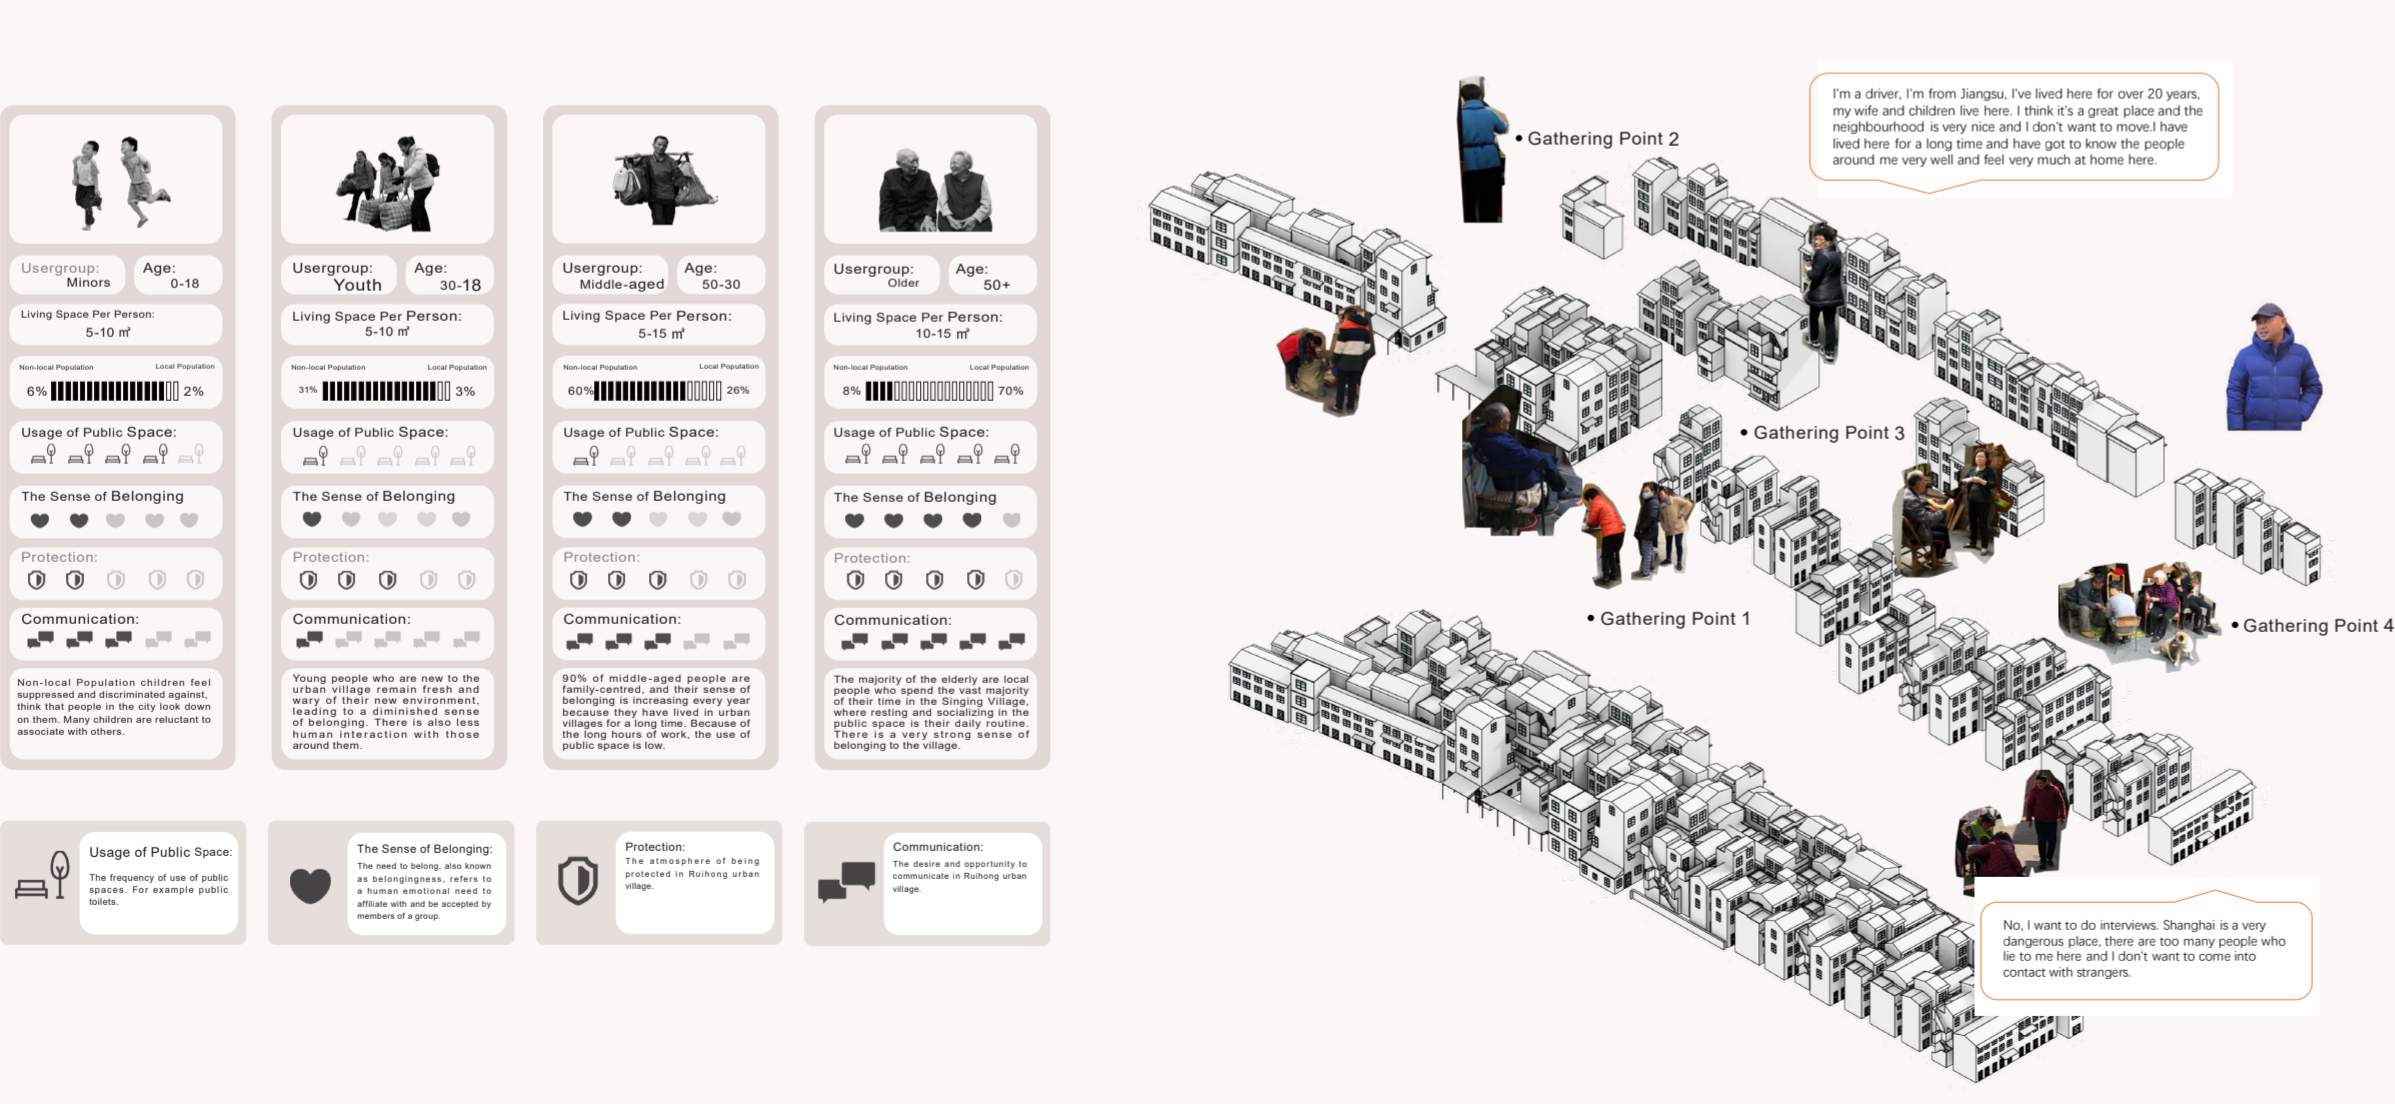 Usergroup:
Minors
Age:
0-18
Living Space Per Person:
5-10 ㎡
Non-local Population
Local Population
6%
2%
Usage of Public Space:
The Sense of Belonging
Protection:
Communication:
Non-local Population children feel
suppressed and discriminated against,
think that people in the city look down
on them. Many children are reluctant to
associate with others.
Usergroup:
Youth
Age:
30-18
Living Space Per Person:
5-10 ㎡
Non-local Population
Local Population
31%
3%
Usage of Public Space:
The Sense of Belonging
Protection:
Communication:
Young people who are new to the
urban village remain fresh and
wary of their new environment,
leading to a diminished sense
of belonging. There is also less
human interaction with those
around them.
Usergroup:
Middle-aged
Age:
50-30
Living Space Per Person:
5-15 ㎡
Non-local Population
Local Population
60%
26%
Usage of Public Space:
The Sense of Belonging
Protection:
Communication:
90% of middle-aged people are
family-centred, and their sense of
belonging is increasing every year
because they have lived in urban
villages for a long time. Because of
the long hours of work, the use of
public space is low.
Usergroup:
Older
Age:
50+
Living Space Per Person:
10-15 ㎡
Non-local Population
Local Population
8%
70%
Usage of Public Space:
The Sense of Belonging
Protection:
Communication:
The majority of the elderly are local
people who spend the vast majority
of their time in the Singing Village,
where resting and socializing in the
public space is their daily routine.
There is a very strong sense of
belonging to the village.
Usage of Public Space:
The frequency of use of public
spaces. For example public
toilets.
The Sense of Belonging:
The need to belong, also known
as belongingness, refers to
a human emotional need to
affiliate with and be accepted by
members of a group.
Protection:
The atmosphere of being
protected in Ruihong urban
village.
Communication:
The desire and opportunity to
communicate in Ruihong urban
village.
• Gathering Point 2
I'm a driver, I'm from Jiangsu, I've lived here for over 20 years,
my wife and children live here. I think it's a great place and the
neighbourhood is very nice and I don't want to move.I have
lived here for a long time and have got to know the people
around me very well and feel very much at home here.
• Gathering Point 3
• Gathering Point 1
• Gathering Point 4
No, I want to do interviews. Shanghai is a very
dangerous place, there are too many people who
lie to me here and I don't want to come into
contact with strangers.